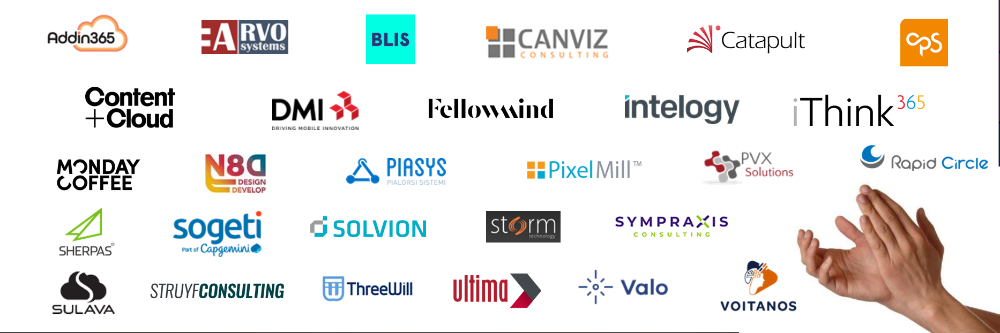 Addin365
ARVO
systems
BLIS
CANVIZ
CONSULTING
Catapult
cps
Content
+Cloud
DMI
DRIVING MOBILE INNOVATION
Fellowmind
intelogy
iThink365
MONDAY
COFFEE
N8D
DESIGN
DEVELOP
PIASYS
PIALORSI SISTEMI
PixelMill™
PVX
Solutions
Rapid Circle
SHERPAS®
sogeti
Part of Capgemini
SOLVION
storm
technology
SYMPRAXIS
CONSULTING
SULAVA
STRUYFCONSULTING
ThreeWill
ultima
Valo
VOITANOS